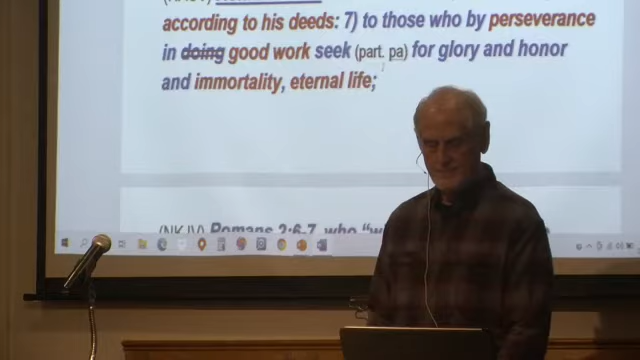 according to his deeds: 7) to those who by perseverance
in doing good work seek (part. pa) for glory and honor
and immortality, eternal life;
(NKJV) Romans 2:6-7, who "w